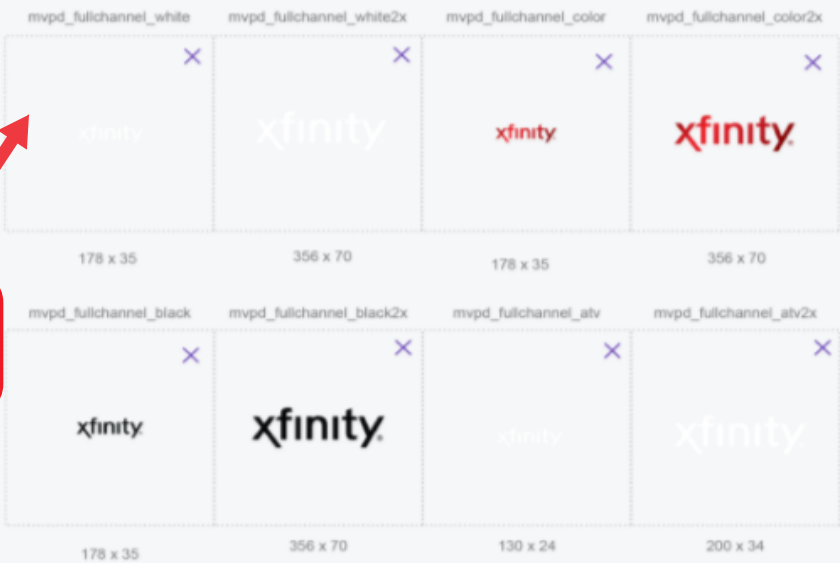 mvpd_fullchannel_white mvpd_fullchannel_white2x mvpd_fullchannel_color mvpd_fullchannel_color2x
xfinity xfinity xfinity xfinity
178 x 35 356 x 70 178 x 35 356 x 70
mvpd_fullchannel_black mvpd_fullchannel_black2x mvpd_fullchannel_atv mvpd_fullchannel_atv2x
xfinity xfinity xfinity xfinity
178 x 35 356 x 70 130 x 24 200 x 34